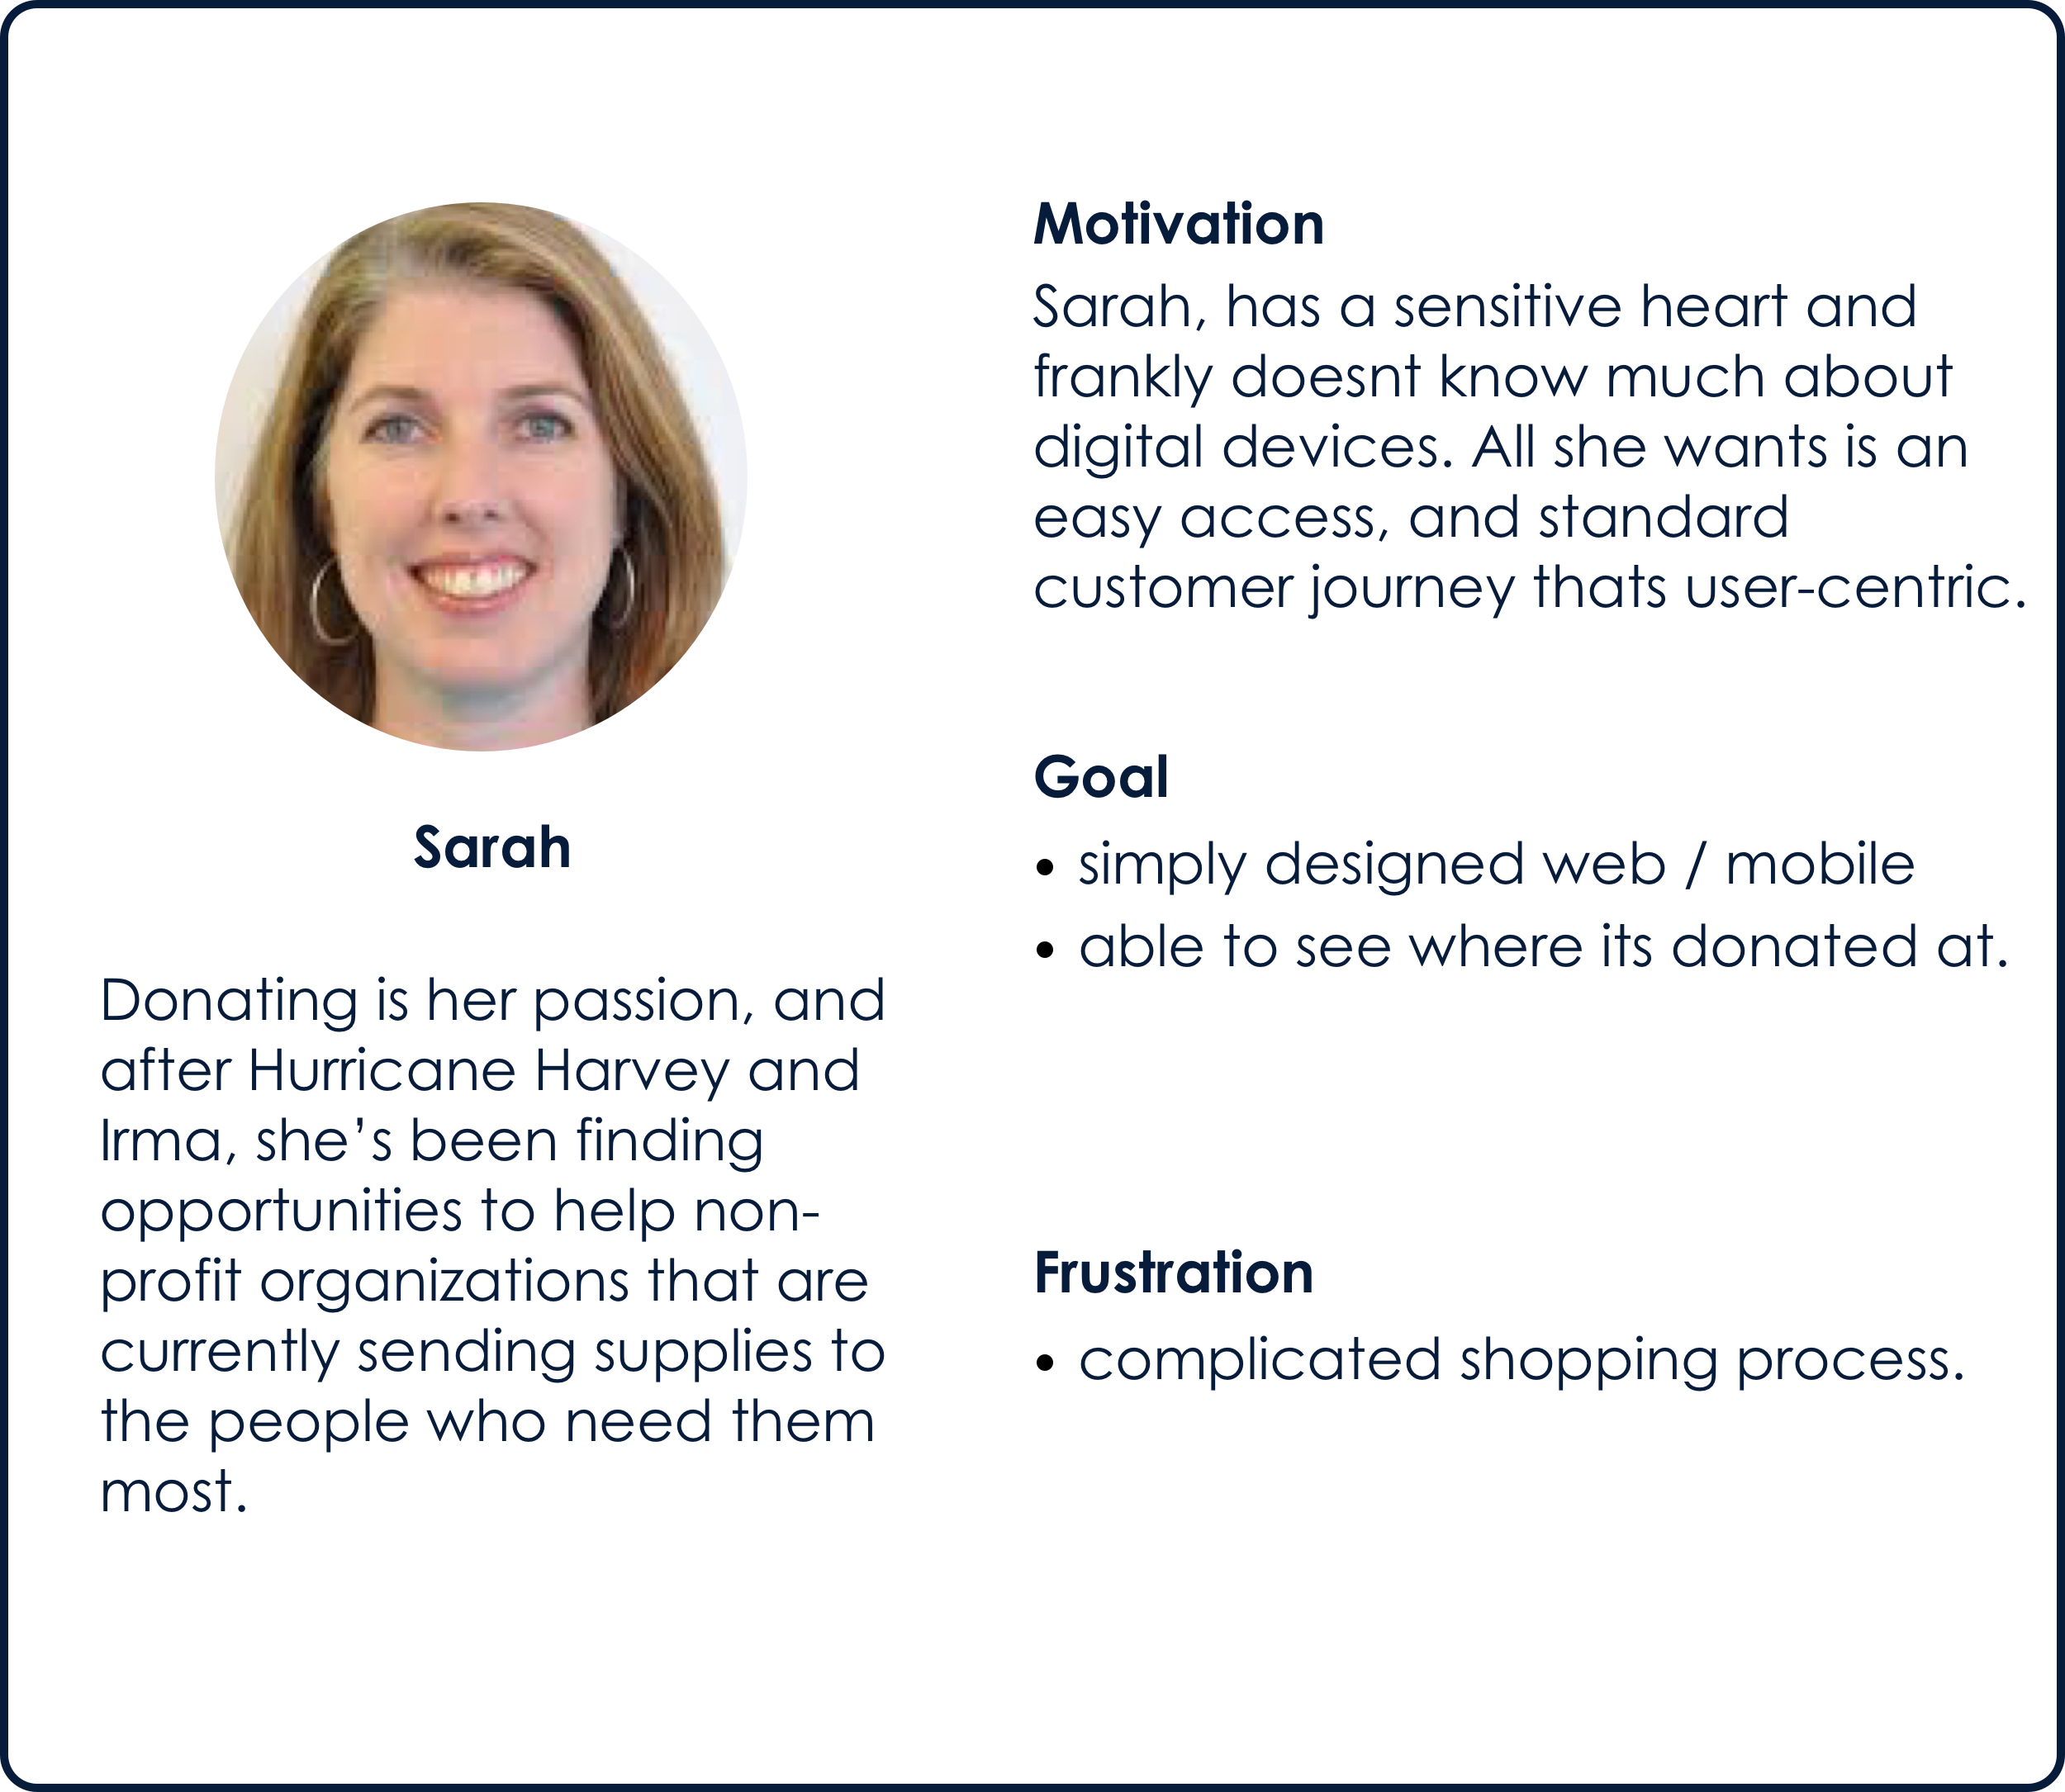 Sarah
Donating is her passion, and
after Hurricane Harvey and
Irma, she’s been finding
opportunities to help non-
profit organizations that are
currently sending supplies to
the people who need them
most.
Motivation
Sarah, has a sensitive heart and
frankly doesnt know much about
digital devices. All she wants is an
easy access, and standard
customer journey thats user-centric.
Goal
• simply designed web / mobile
• able to see where its donated at.
Frustration
• complicated shopping process.